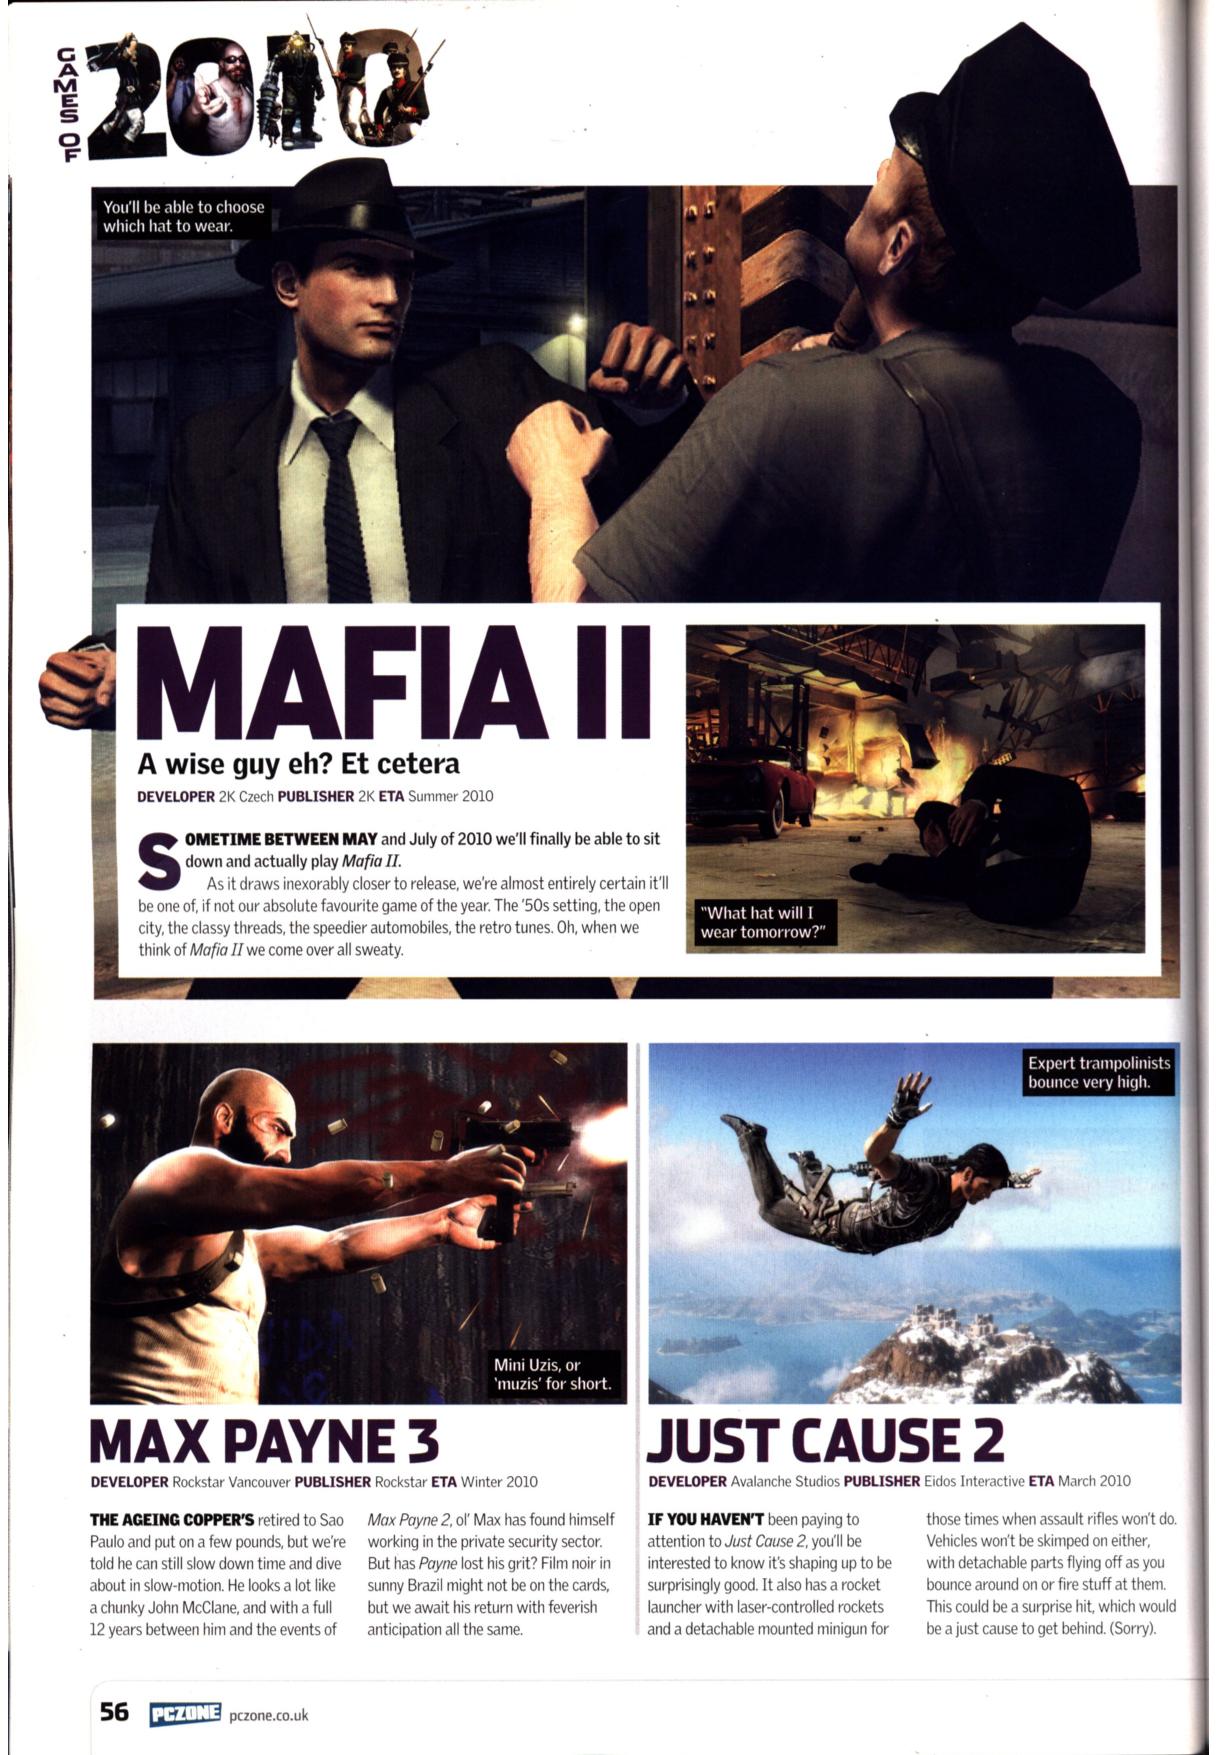 GAMES OF 2010
You'll be able to choose
which hat to wear.
MAFIA II
A wise guy eh? Et cetera
DEVELOPER 2K Czech PUBLISHER 2K ETA Summer 2010
SOMETIME BETWEEN MAY and July of 2010 we'll finally be able to sit
down and actually play Mafia II.
As it draws inexorably closer to release, we're almost entirely certain it'll
be one of, if not our absolute favourite game of the year. The '50s setting, the open
city, the classy threads, the speedier automobiles, the retro tunes. Oh, when we
think of Mafia II we come over all sweaty.
"What hat will I
wear tomorrow?"
Mini Uzis, or
'muzis' for short.
MAX PAYNE 3
DEVELOPER Rockstar Vancouver PUBLISHER Rockstar ETA Winter 2010
THE AGEING COPPER'S retired to Sao
Paulo and put on a few pounds, but we're
told he can still slow down time and dive
about in slow-motion. He looks a lot like
a chunky John McClane, and with a full
12 years between him and the events of
Max Payne 2, ol' Max has found himself
working in the private security sector.
But has Payne lost his grit? Film noir in
sunny Brazil might not be on the cards,
but we await his return with feverish
anticipation all the same.
Expert trampolinists
bounce very high.
JUST CAUSE 2
DEVELOPER Avalanche Studios PUBLISHER Eidos Interactive ETA March 2010
IF YOU HAVEN'T been paying to
attention to Just Cause 2, you'll be
interested to know it's shaping up to be
surprisingly good. It also has a rocket
launcher with laser-controlled rockets
and a detachable mounted minigun for
those times when assault rifles won't do.
Vehicles won't be skimped on either,
with detachable parts flying off as you
bounce around on or fire stuff at them.
This could be a surprise hit, which would
be a just cause to get behind. (Sorry).
56 PCZONE pczone.co.uk